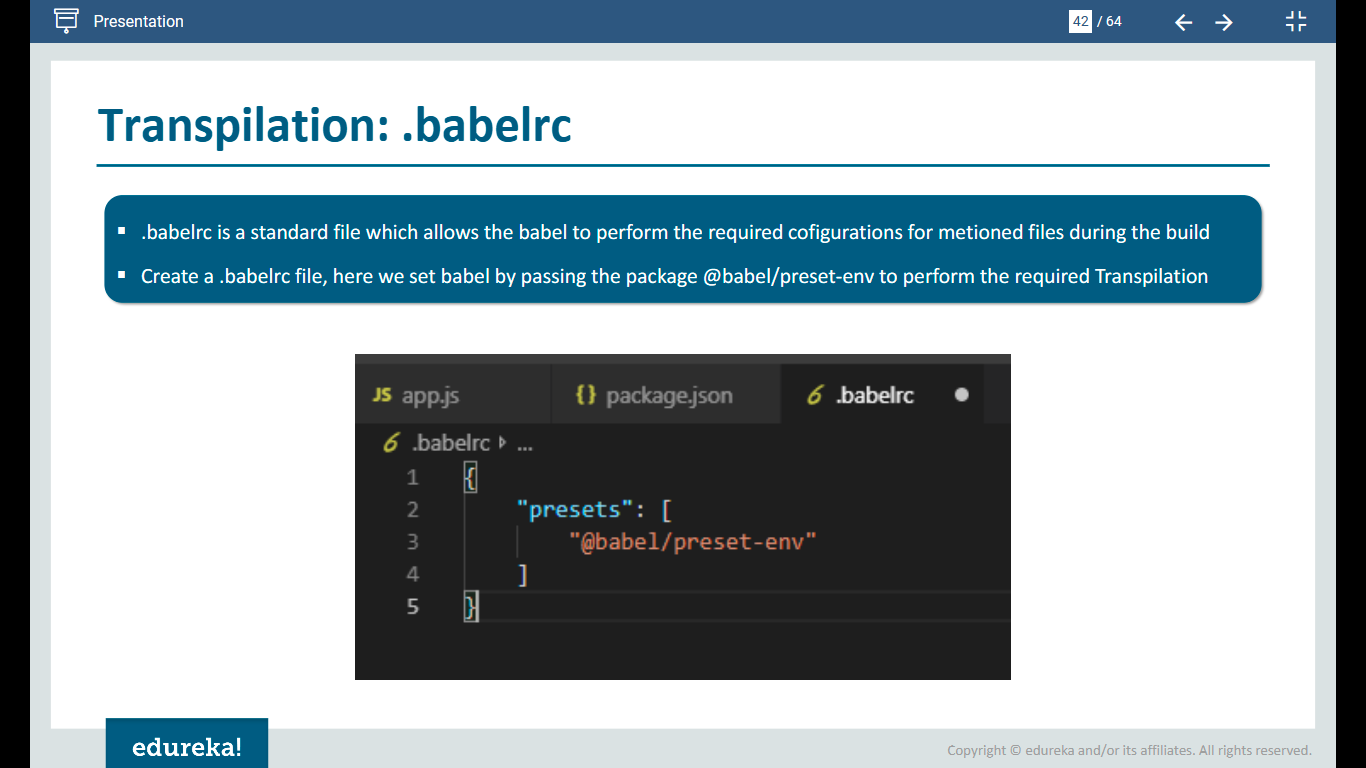 Presentation
42 / 64
Transpilation: .babelrc
▪ .babelrc is a standard file which allows the babel to perform the required cofigurations for metioned files during the build
▪ Create a .babelrc file, here we set babel by passing the package @babel/preset-env to perform the required Transpilation
JS app.js {} package.json .babelrc
.babelrc ...
1 {
2 "presets": [
3 "@babel/preset-env"
4 ]
5 }
edureka!
Copyright © edureka and/or its affiliates. All rights reserved.